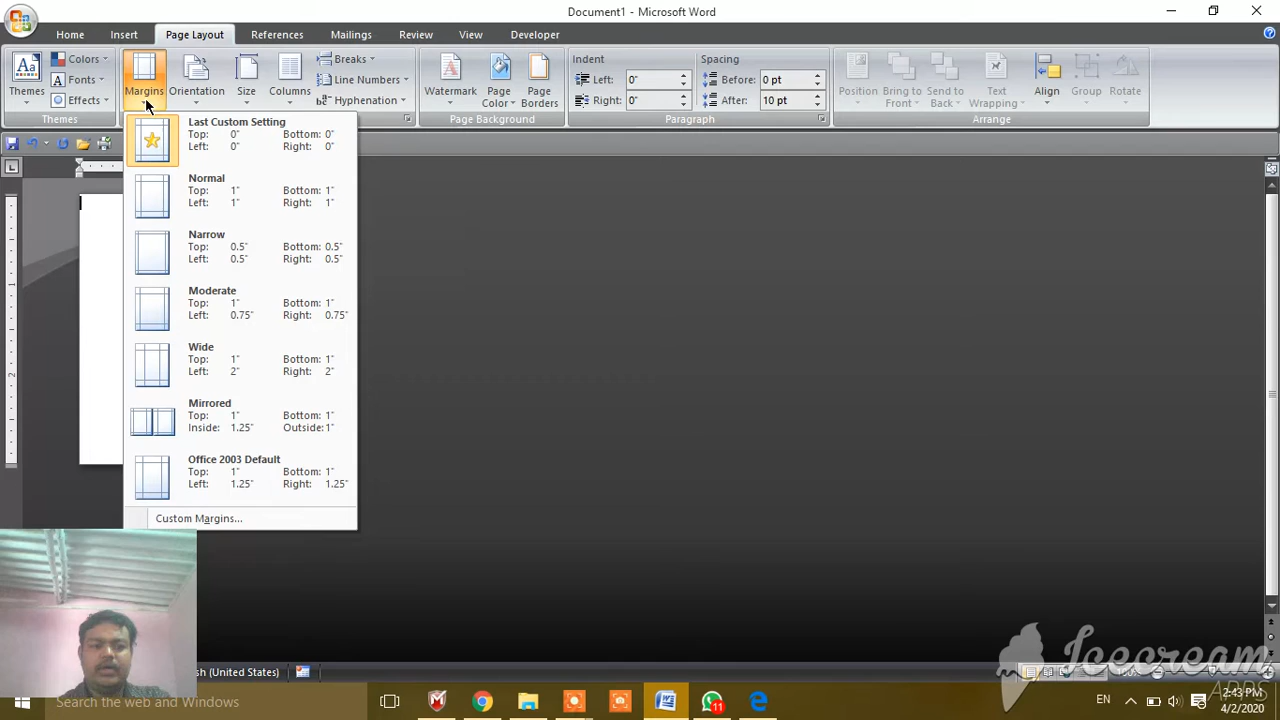 Document1 - Microsoft Word
Home Insert Page Layout References Mailings Review View Developer
Themes
Colors
Fonts
Effects
Themes
Margins
Orientation
Size
Columns
Breaks
Line Numbers
Hyphenation
Watermark
Page Color
Page Borders
Page Background
Indent
Left: 0"
Right: 0"
Spacing
Before: 0 pt
After: 10 pt
Paragraph
Position
Bring to Front
Send to Back
Text Wrapping
Align
Group
Rotate
Arrange
Last Custom Setting
Top: 0" Bottom: 0"
Left: 0" Right: 0"
Normal
Top: 1" Bottom: 1"
Left: 1" Right: 1"
Narrow
Top: 0.5" Bottom: 0.5"
Left: 0.5" Right: 0.5"
Moderate
Top: 1" Bottom: 1"
Left: 0.75" Right: 0.75"
Wide
Top: 1" Bottom: 1"
Left: 2" Right: 2"
Mirrored
Top: 1" Bottom: 1"
Inside: 1.25" Outside: 1"
Office 2003 Default
Top: 1" Bottom: 1"
Left: 1.25" Right: 1.25"
Custom Margins...
1
2
(United States)
Icecream
APPS
Search the web and Windows
11
EN
2:43 PM
4/2/2020